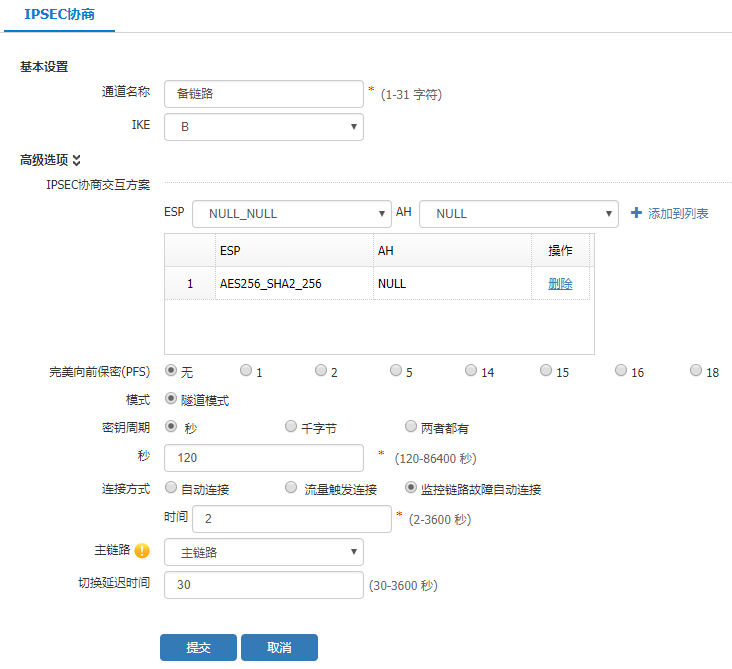 IPSEC协商
基本设置
通道名称 备链路 * (1-31 字符)
IKE B
高级选项
IPSEC协商交互方案
ESP NULL_NULL AH NULL 添加到列表
ESP AH 操作
1 AES256_SHA2_256 NULL 删除
完美向前保密(PFS) 无 1 2 5 14 15 16 18
模式 隧道模式
密钥周期 秒 千字节 两者都有
秒 120 * (120-86400 秒)
连接方式 自动连接 流量触发连接 监控链路故障自动连接
时间 2 * (2-3600 秒)
主链路 主链路
切换延迟时间 30 (30-3600 秒)
提交 取消